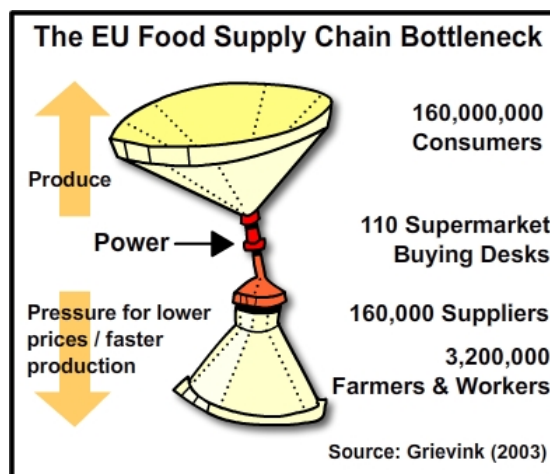 The EU Food Supply Chain Bottleneck
160,000,000
Consumers
Produce
110 Supermarket
Buying Desks
Power
Pressure for lower
prices / faster
production
160,000 Suppliers
3,200,000
Farmers & Workers
Source: Grievink (2003)